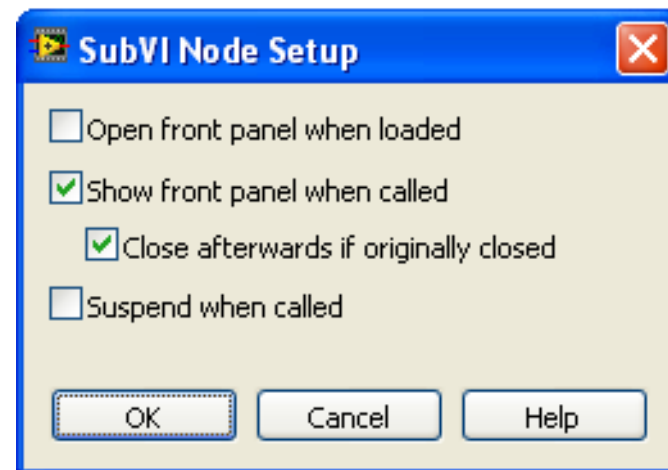 SubVI Node Setup
Open front panel when loaded
Show front panel when called
Close afterwards if originally closed
Suspend when called
OK Cancel Help